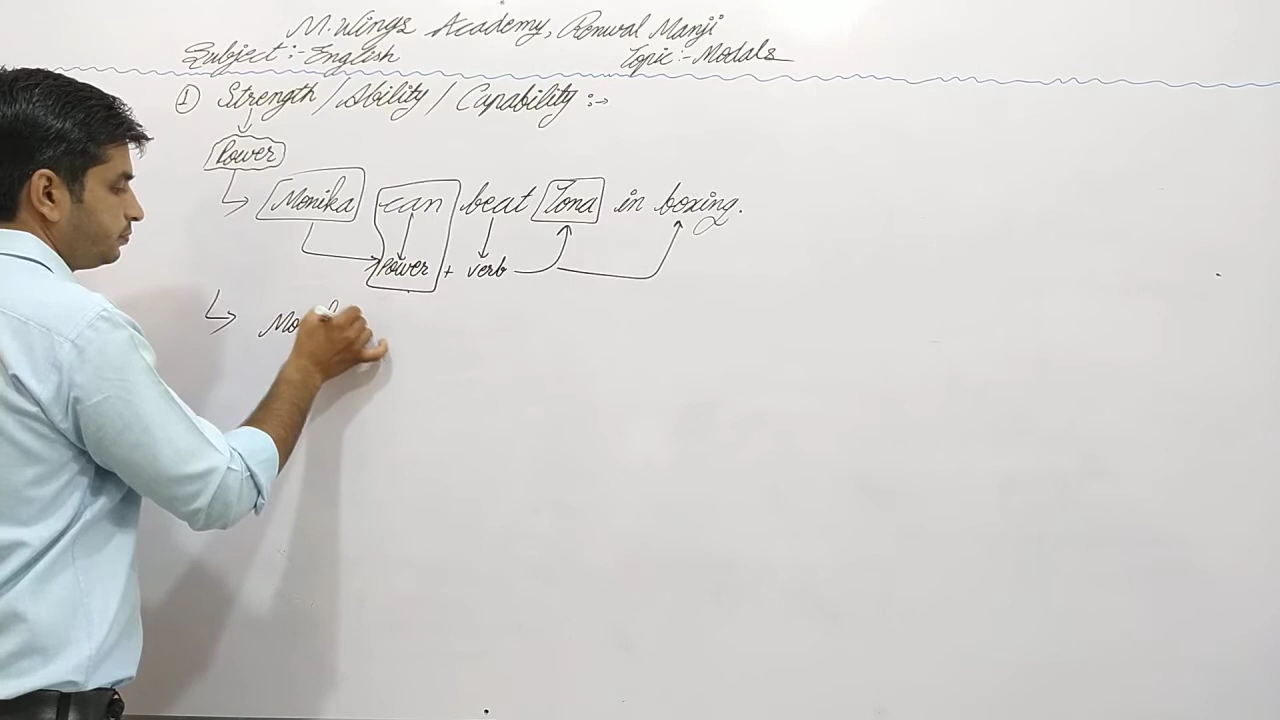 M. Wings Academy, Renwal Manji
Subject :- English Topic :- Modals
① Strength / Ability / Capability :→
Power
Monika can beat Tona in boxing.
Power + verb